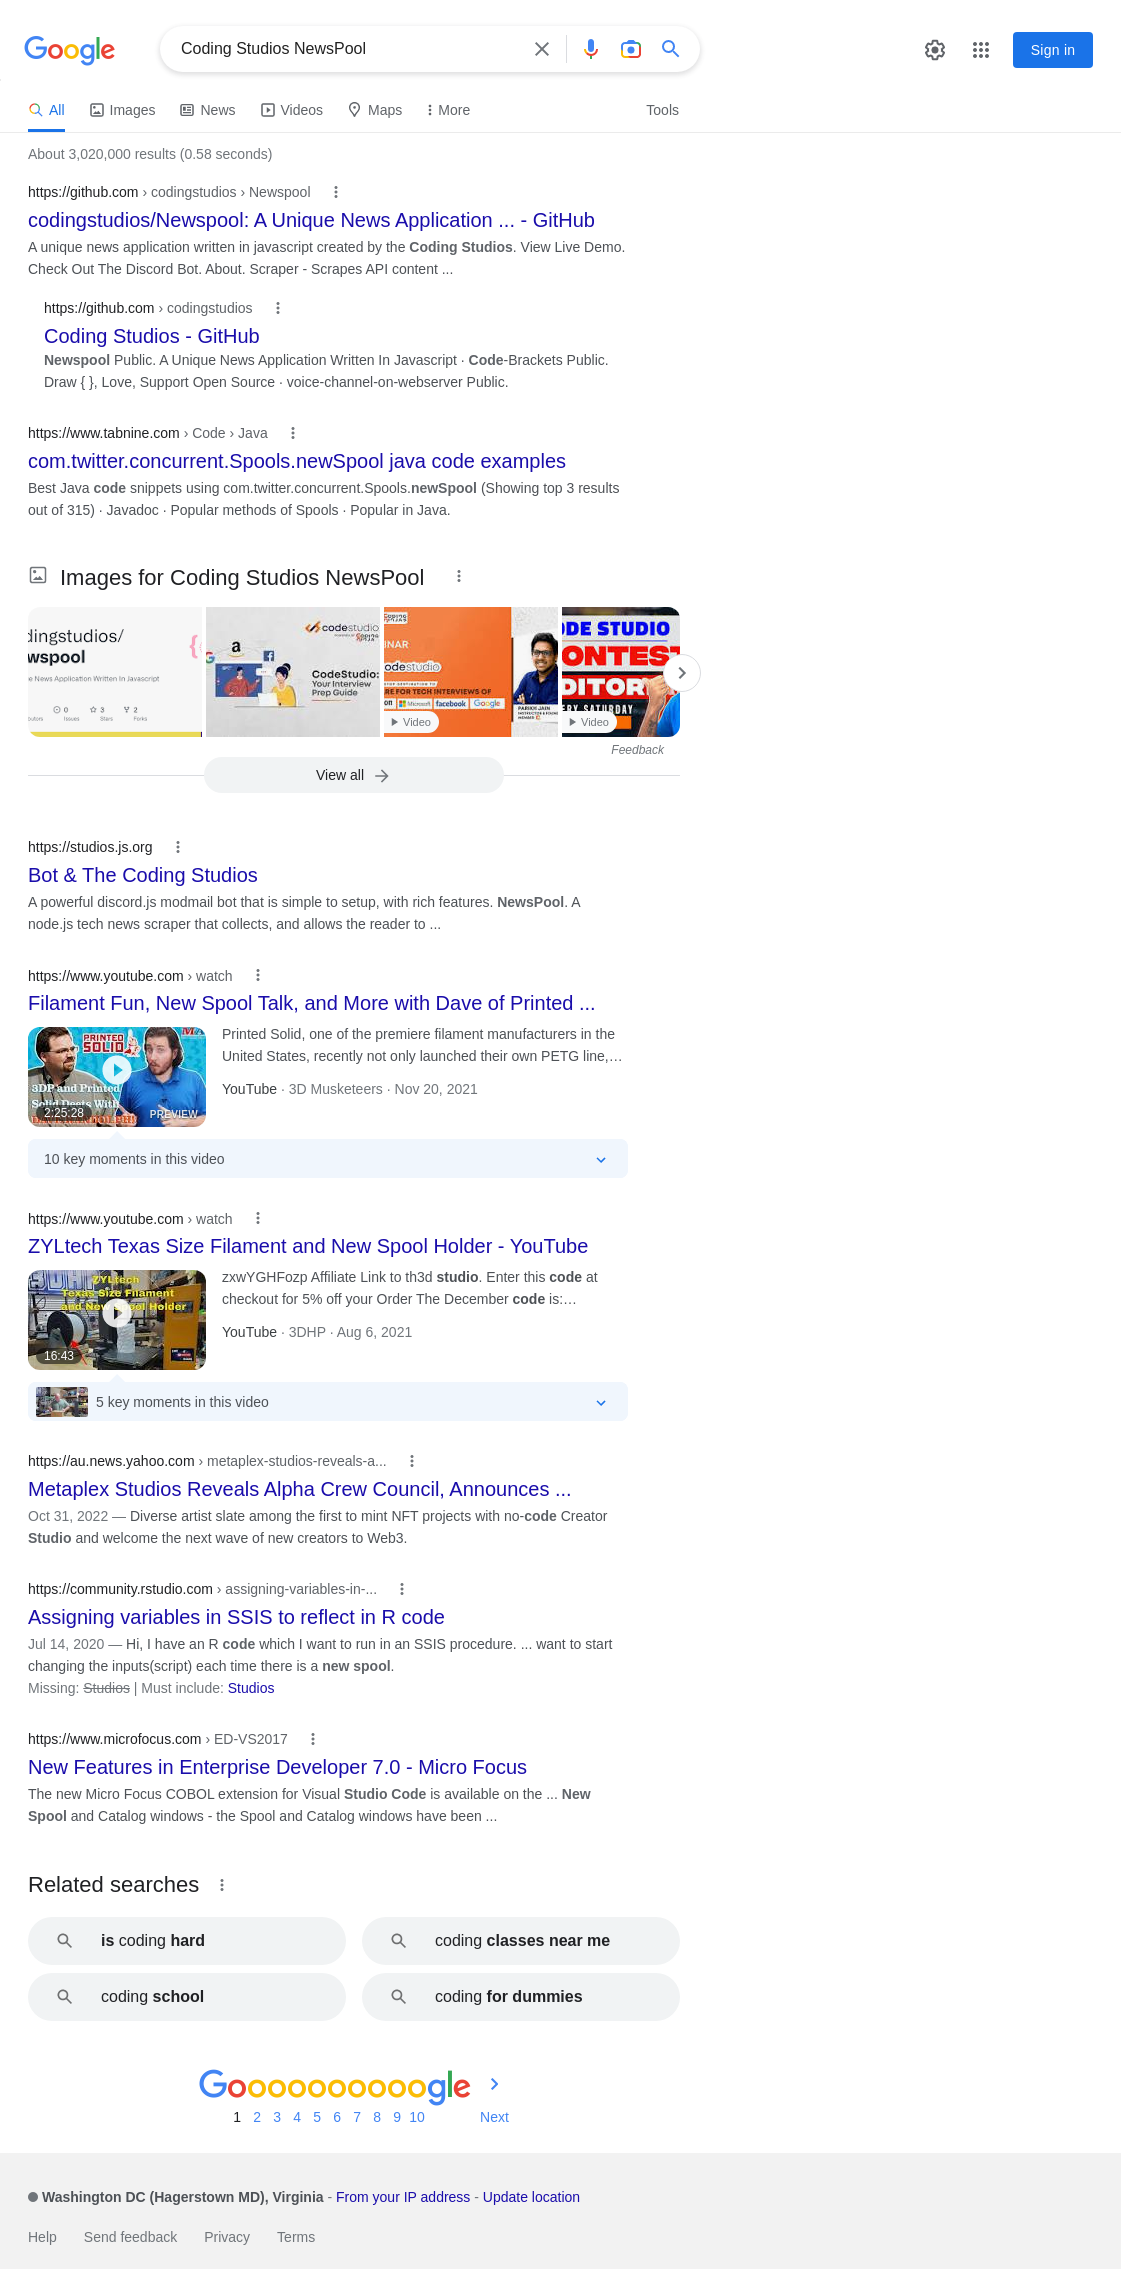 Google
Coding Studios NewsPool
Sign in
All Images News Videos Maps More Tools
About 3,020,000 results (0.58 seconds)
https://github.com › codingstudios › Newspool
codingstudios/Newspool: A Unique News Application ... - GitHub
A unique news application written in javascript created by the Coding Studios. View Live Demo.
Check Out The Discord Bot. About. Scraper - Scrapes API content ...
https://github.com › codingstudios
Coding Studios - GitHub
Newspool Public. A Unique News Application Written In Javascript · Code-Brackets Public.
Draw { }, Love, Support Open Source · voice-channel-on-webserver Public.
https://www.tabnine.com › Code › Java
com.twitter.concurrent.Spools.newSpool java code examples
Best Java code snippets using com.twitter.concurrent.Spools.newSpool (Showing top 3 results
out of 315) · Javadoc · Popular methods of Spools · Popular in Java.
Images for Coding Studios NewsPool
dingstudios/
wspool
e News Application Written In Javascript
0 3 2
Issues Stars Forks
a
codestudio
CodeStudio:
Your Interview
Prep Guide
INAR
codestudio
RE FOR TECH INTERVIEWS OF
on Microsoft facebook Google
PARIKH JAIN
Video
ODE STUDIO
CONTEST
DITOR
ERY SATURDAY
Video
Feedback
View all
https://studios.js.org
Bot & The Coding Studios
A powerful discord.js modmail bot that is simple to setup, with rich features. NewsPool. A
node.js tech news scraper that collects, and allows the reader to ...
https://www.youtube.com › watch
Filament Fun, New Spool Talk, and More with Dave of Printed ...
PRINTED
SOLID
3DP and Printed
Solid Deets With
2:25:28
PREVIEW
Printed Solid, one of the premiere filament manufacturers in the
United States, recently not only launched their own PETG line,…
YouTube · 3D Musketeers · Nov 20, 2021
10 key moments in this video
https://www.youtube.com › watch
ZYLtech Texas Size Filament and New Spool Holder - YouTube
ZYLtech
Texas Size Filament
and New Spool Holder
16:43
zxwYGHFozp Affiliate Link to th3d studio. Enter this code at
checkout for 5% off your Order The December code is:…
YouTube · 3DHP · Aug 6, 2021
5 key moments in this video
https://au.news.yahoo.com › metaplex-studios-reveals-a...
Metaplex Studios Reveals Alpha Crew Council, Announces ...
Oct 31, 2022 — Diverse artist slate among the first to mint NFT projects with no-code Creator
Studio and welcome the next wave of new creators to Web3.
https://community.rstudio.com › assigning-variables-in-...
Assigning variables in SSIS to reflect in R code
Jul 14, 2020 — Hi, I have an R code which I want to run in an SSIS procedure. ... want to start
changing the inputs(script) each time there is a new spool.
Missing: Studios | Must include: Studios
https://www.microfocus.com › ED-VS2017
New Features in Enterprise Developer 7.0 - Micro Focus
The new Micro Focus COBOL extension for Visual Studio Code is available on the ... New
Spool and Catalog windows - the Spool and Catalog windows have been ...
Related searches
is coding hard
coding classes near me
coding school
coding for dummies
Goooooooooogle
1 2 3 4 5 6 7 8 9 10 Next
Washington DC (Hagerstown MD), Virginia - From your IP address - Update location
Help Send feedback Privacy Terms